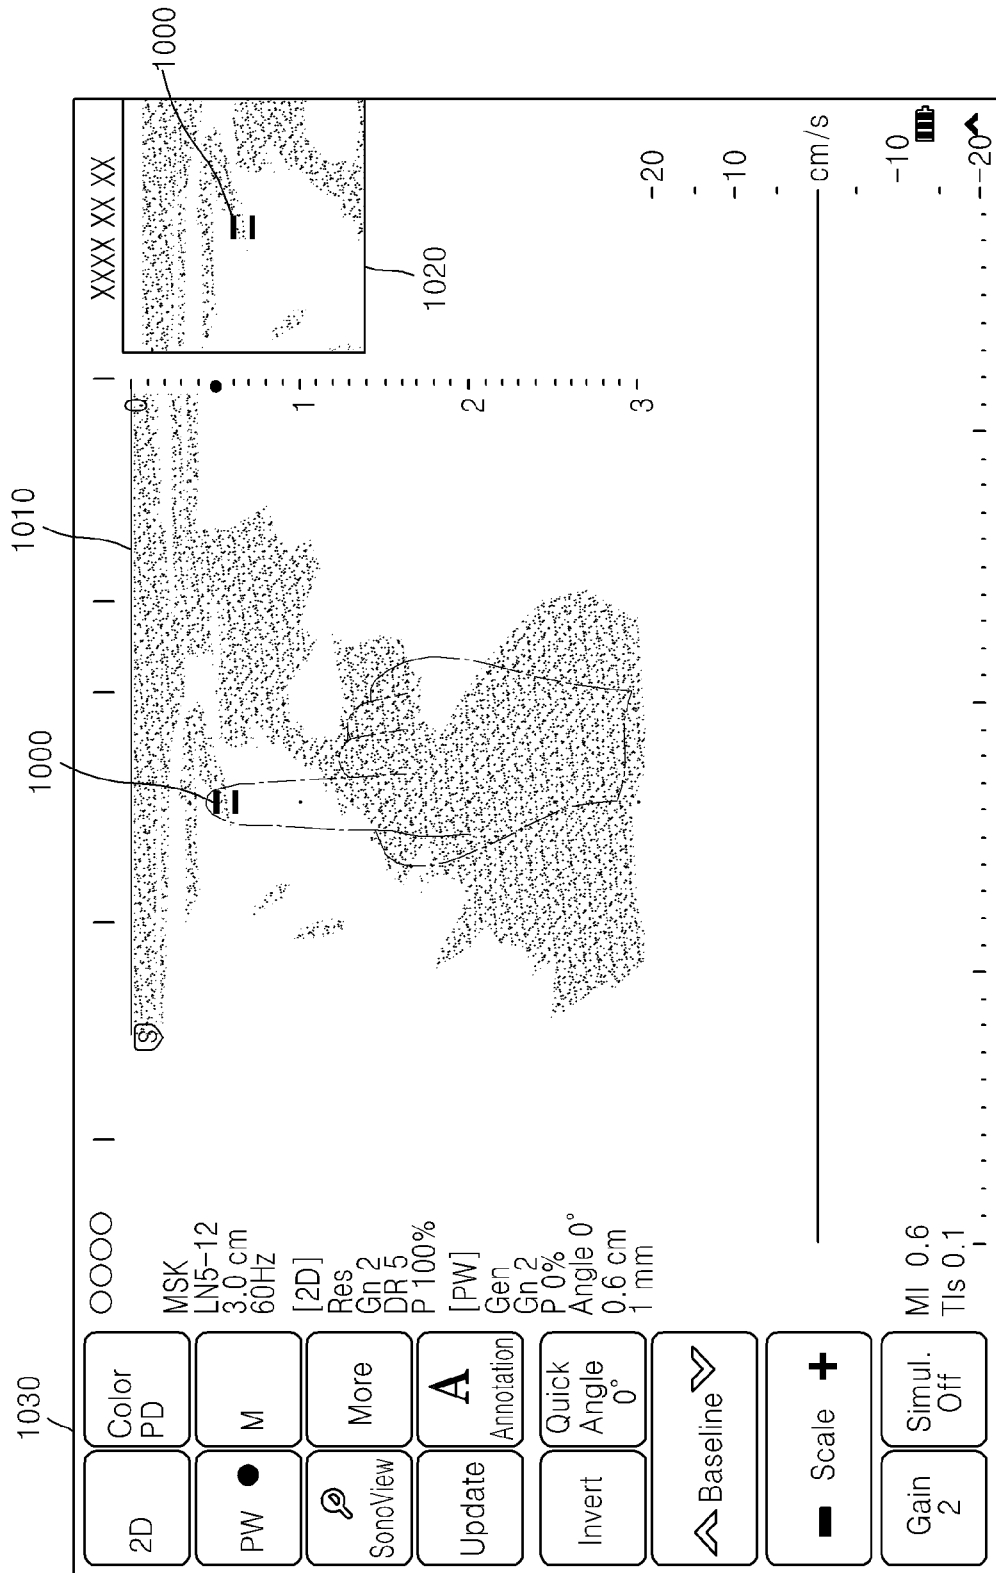 1030
1010
1000
1000
1020
2D
Color
PD
PW
M
SonoView
More
Update
A
Annotation
Invert
Quick
Angle
0°
Baseline
Scale
Gain
2
Simul.
Off
OOOO
MSK
LN5-12
3.0 cm
60Hz
[2D]
Res
Gn 2
DR 5
P 100%
[PW]
Gen
Gn 2
P 0%
Angle 0°
0.6 cm
1 mm
MI 0.6
TIs 0.1
S
XXXX XX XX
0
1
2
3
-20
-10
cm/s
-10
-20